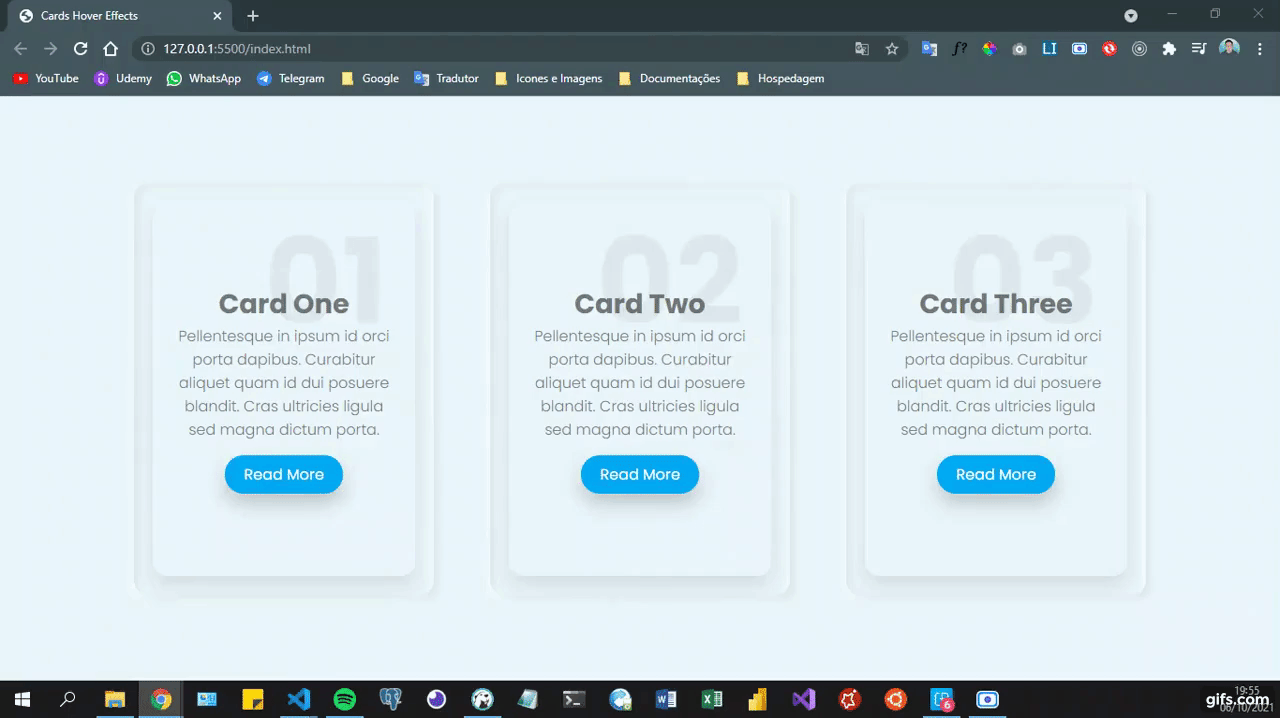 Cards Hover Effects
127.0.0.1:5500/index.html
f?
LI
YouTube
Udemy
WhatsApp
Telegram
Google
Tradutor
Icones e Imagens
Documentações
Hospedagem
01
Card One
Pellentesque in ipsum id orci
porta dapibus. Curabitur
aliquet quam id dui posuere
blandit. Cras ultricies ligula
sed magna dictum porta.
Read More
02
Card Two
Pellentesque in ipsum id orci
porta dapibus. Curabitur
aliquet quam id dui posuere
blandit. Cras ultricies ligula
sed magna dictum porta.
Read More
03
Card Three
Pellentesque in ipsum id orci
porta dapibus. Curabitur
aliquet quam id dui posuere
blandit. Cras ultricies ligula
sed magna dictum porta.
Read More
6
19:55
06/10/2021
gifs.com